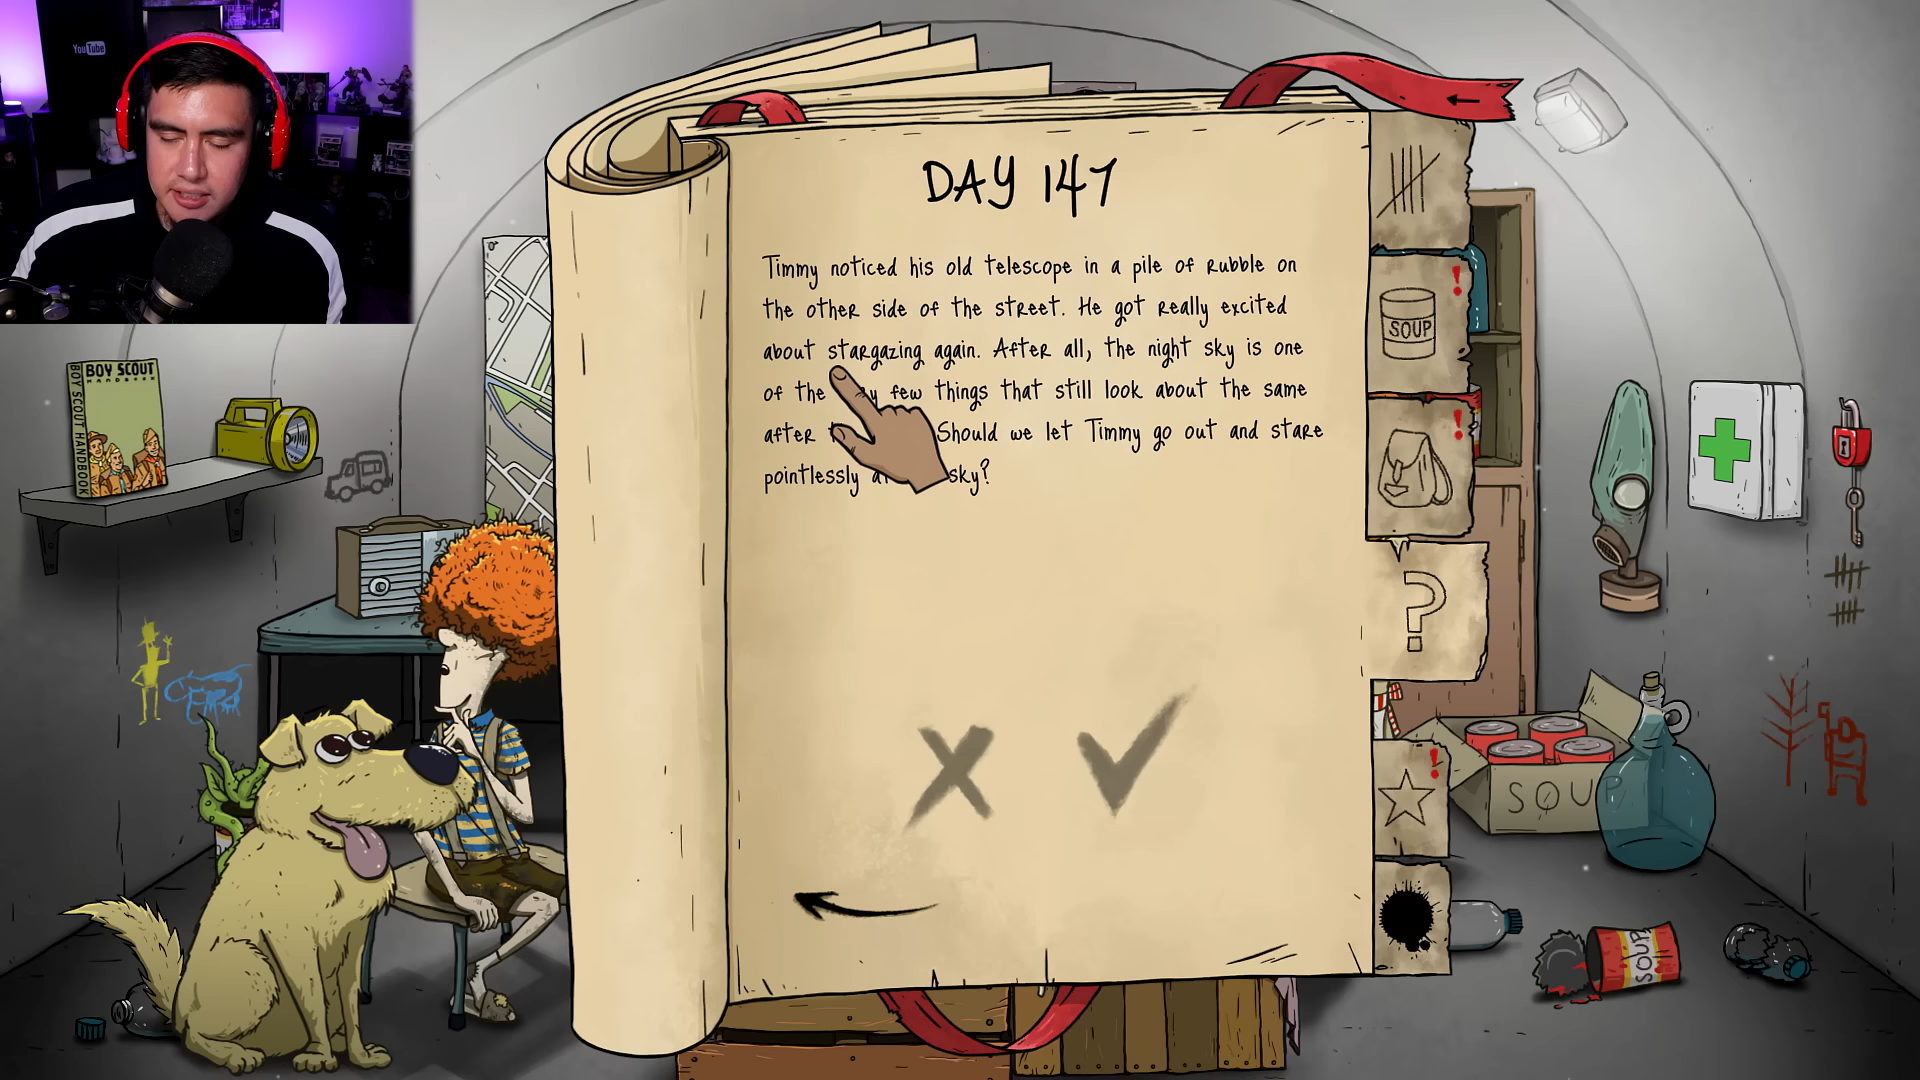 YouTube
DAY 147
Timmy noticed his old telescope in a pile of rubble on
the other side of the street. He got really excited
about stargazing again. After all, the night sky is one
of the few things that still look about the same
after Should we let Timmy go out and stare
pointlessly sky?
SOUP
BOY SCOUT
HANDBOOK
BOY SCOUT HANDBOOK
SOUP
SOUP